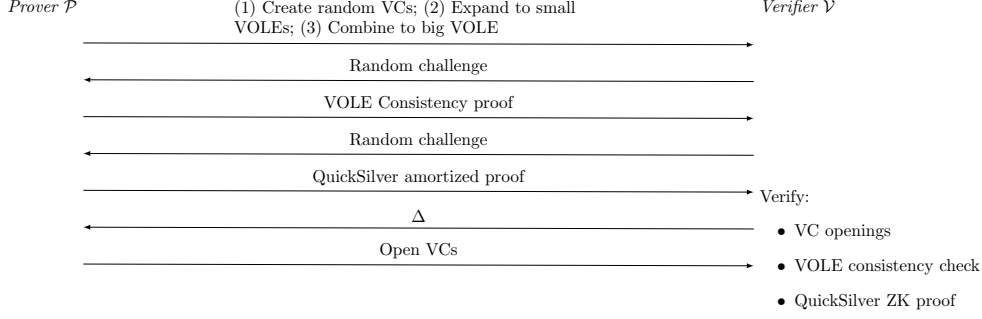 Prover 𝒫
(1) Create random VCs; (2) Expand to small
VOLEs; (3) Combine to big VOLE
Verifier 𝒱
Random challenge
VOLE Consistency proof
Random challenge
QuickSilver amortized proof
Verify:
Δ
• VC openings
Open VCs
• VOLE consistency check
• QuickSilver ZK proof